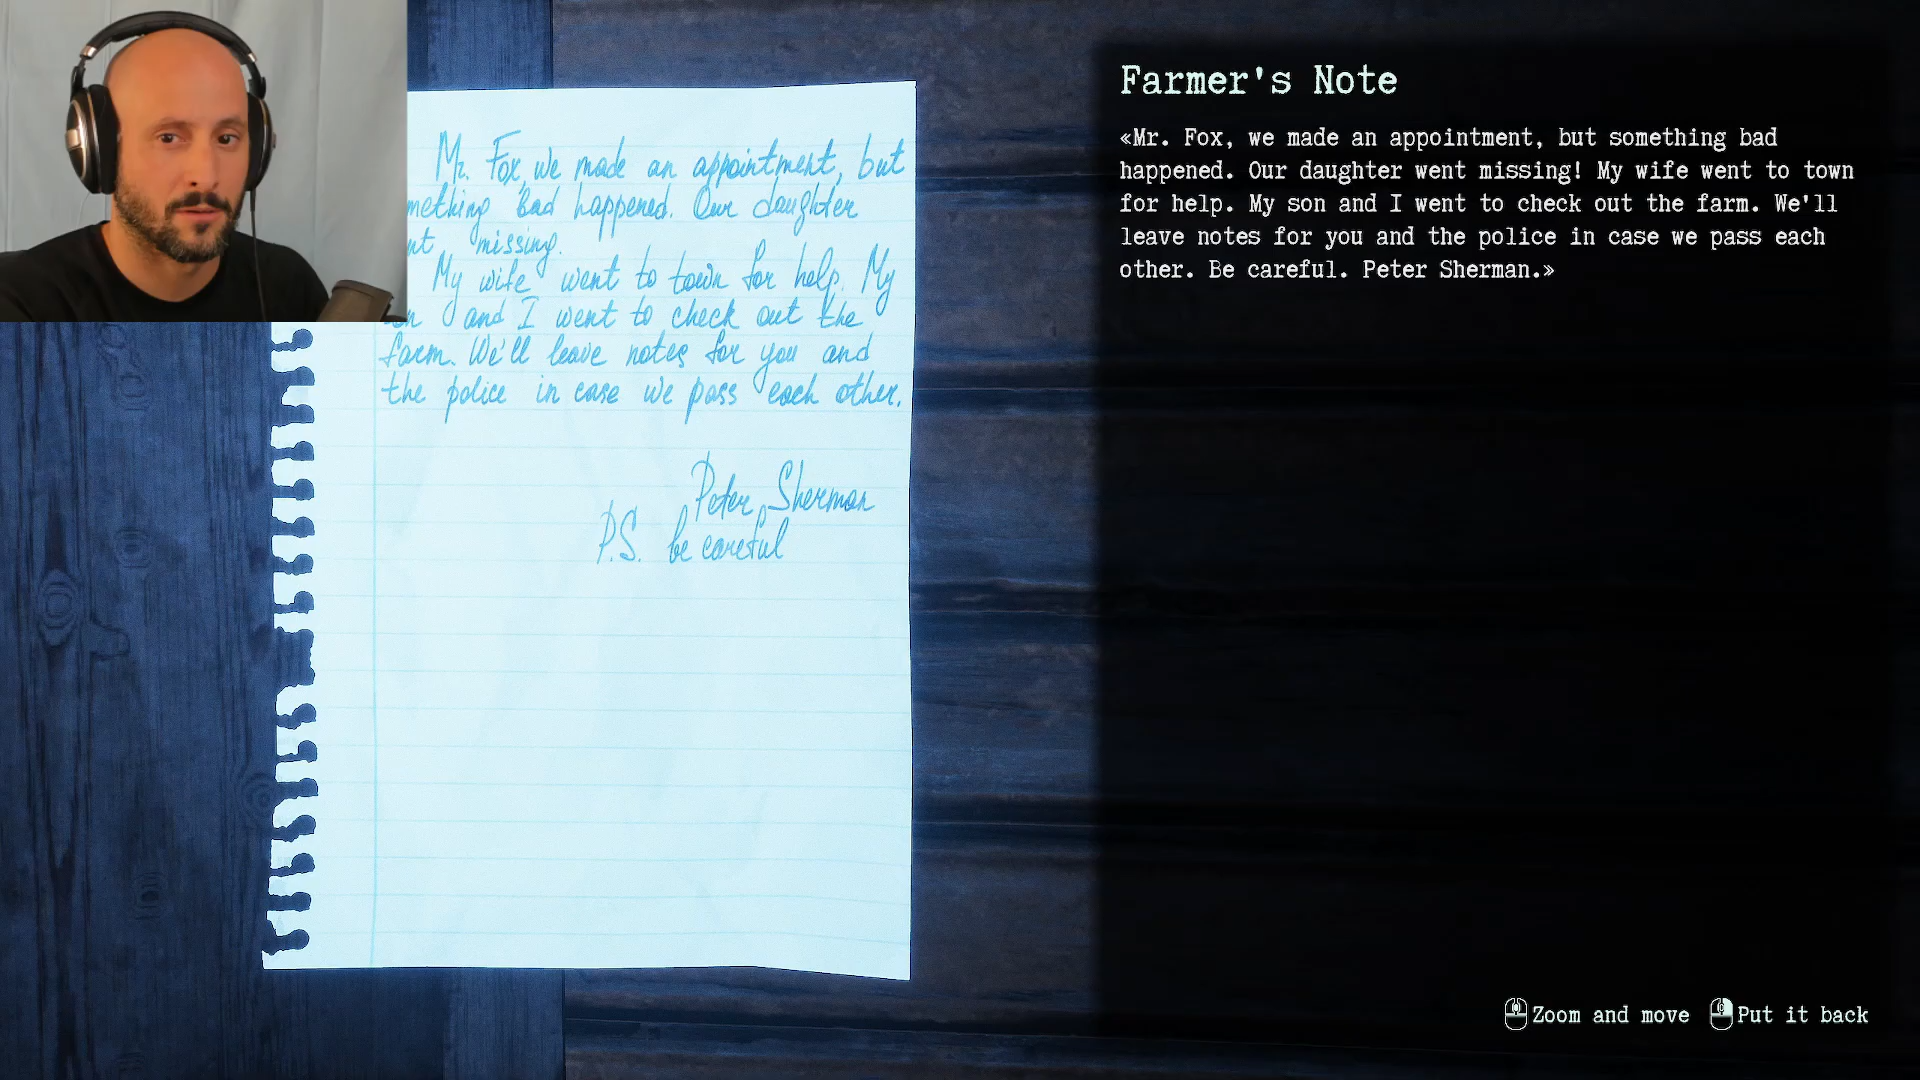 Mr. Fox, we made an appointment, but
mething bad happened. Our daughter
nt missing.
My wife went to town for help. My
on and I went to check out the
farm. We'll leave notes for you and
the police in case we pass each other.
Peter Sherman
P.S. be careful
Farmer's Note
«Mr. Fox, we made an appointment, but something bad
happened. Our daughter went missing! My wife went to town
for help. My son and I went to check out the farm. We'll
leave notes for you and the police in case we pass each
other. Be careful. Peter Sherman.»
Zoom and move Put it back